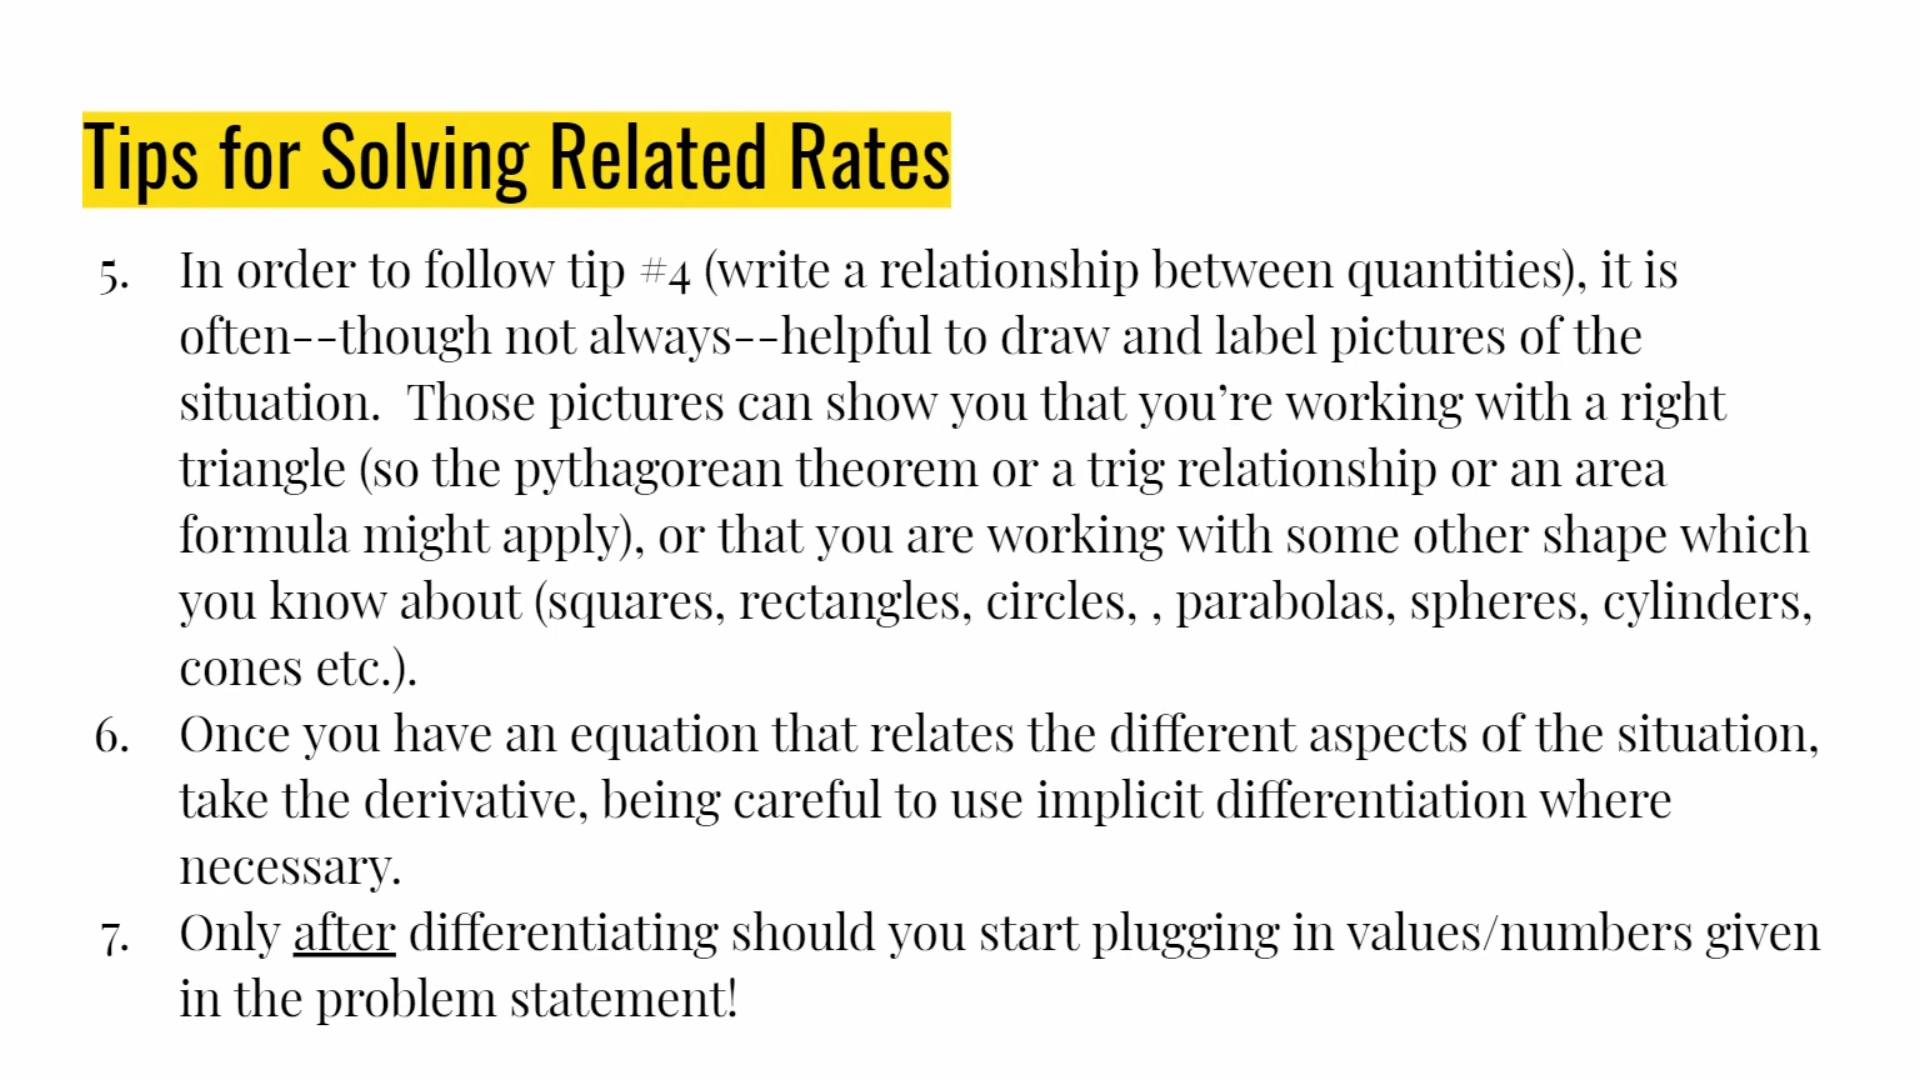 Tips for Solving Related Rates
5. In order to follow tip #4 (write a relationship between quantities), it is
often--though not always--helpful to draw and label pictures of the
situation.  Those pictures can show you that you’re working with a right
triangle (so the pythagorean theorem or a trig relationship or an area
formula might apply), or that you are working with some other shape which
you know about (squares, rectangles, circles, , parabolas, spheres, cylinders,
cones etc.).
6. Once you have an equation that relates the different aspects of the situation,
take the derivative, being careful to use implicit differentiation where
necessary.
7. Only after differentiating should you start plugging in values/numbers given
in the problem statement!